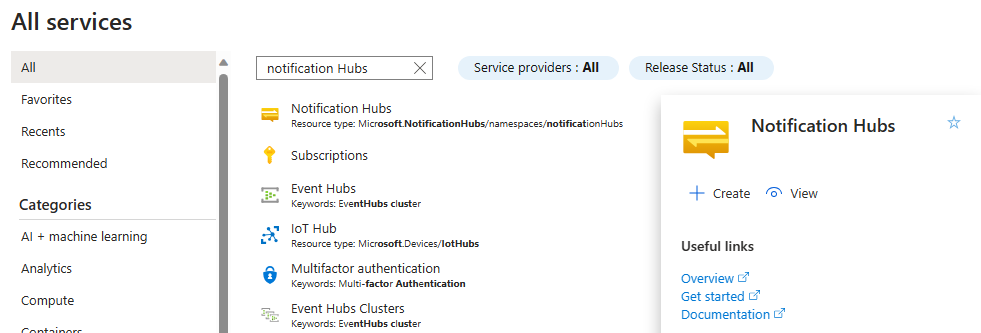 All services
All
Favorites
Recents
Recommended
Categories
AI + machine learning
Analytics
Compute
Containers
notification Hubs
Service providers : All
Release Status : All
Notification Hubs
Resource type: Microsoft.NotificationHubs/namespaces/notificationHubs
Subscriptions
Event Hubs
Keywords: EventHubs cluster
IoT Hub
Resource type: Microsoft.Devices/IotHubs
Multifactor authentication
Keywords: Multi-factor Authentication
Event Hubs Clusters
Keywords: EventHubs cluster
Notification Hubs
Create
View
Useful links
Overview
Get started
Documentation